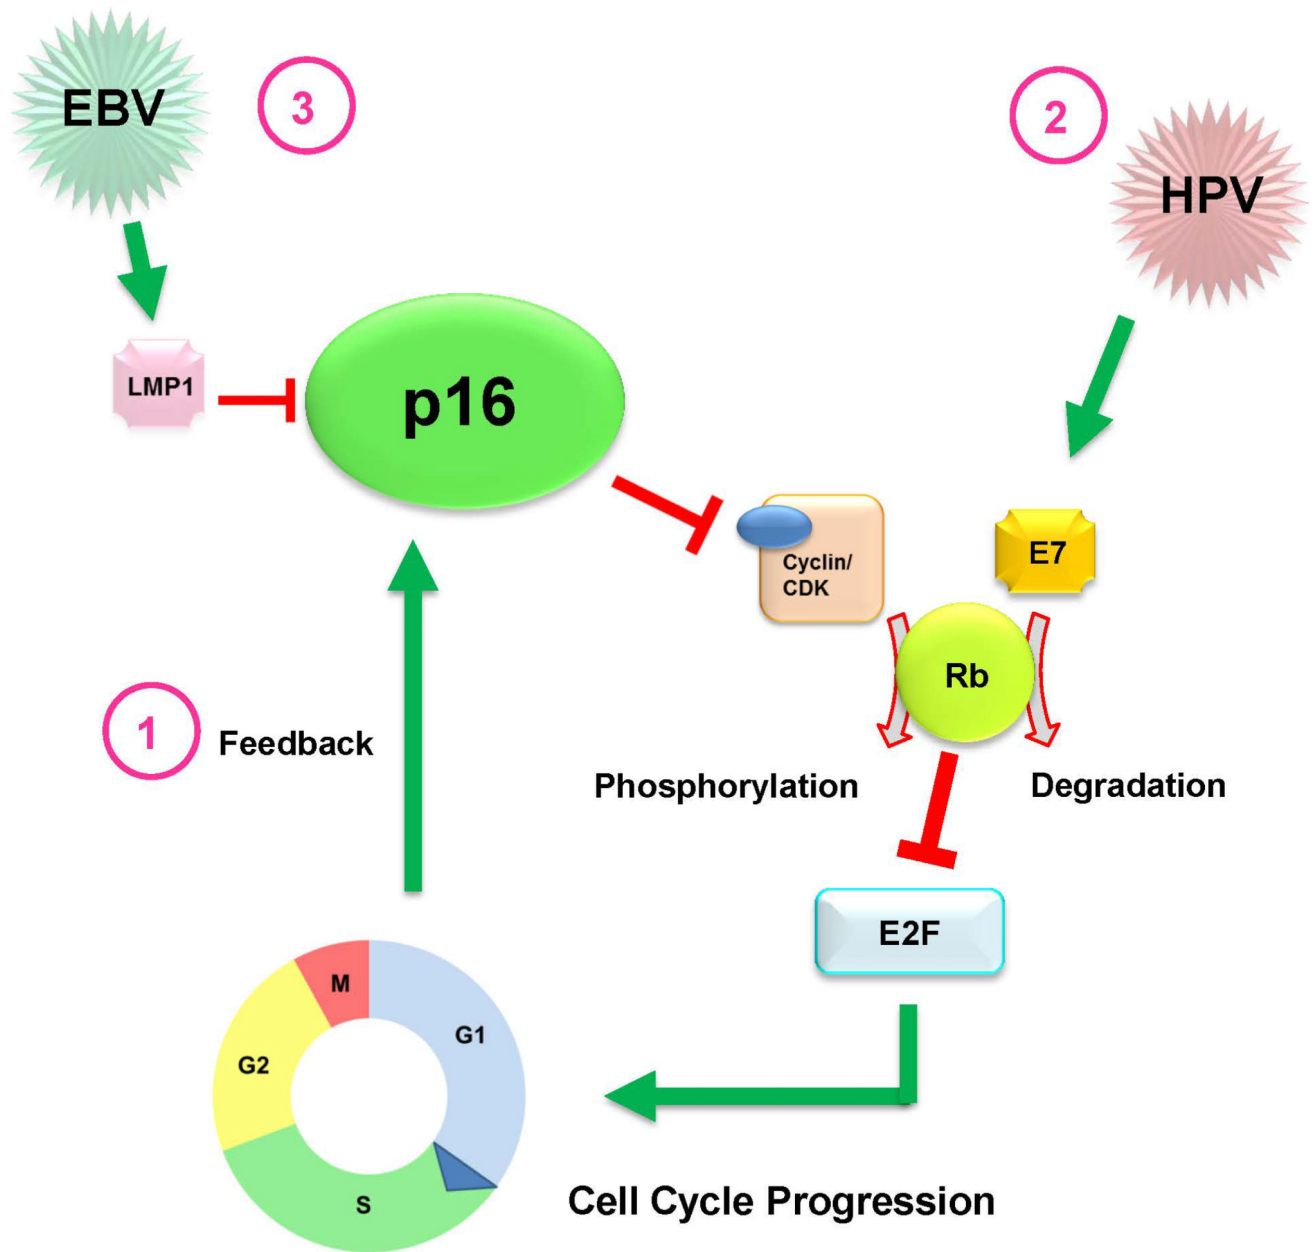 EBV
3
2
HPV
LMP1
p16
Cyclin/
CDK
E7
Rb
1
Feedback
Phosphorylation
Degradation
E2F
M
G1
G2
S
Cell Cycle Progression